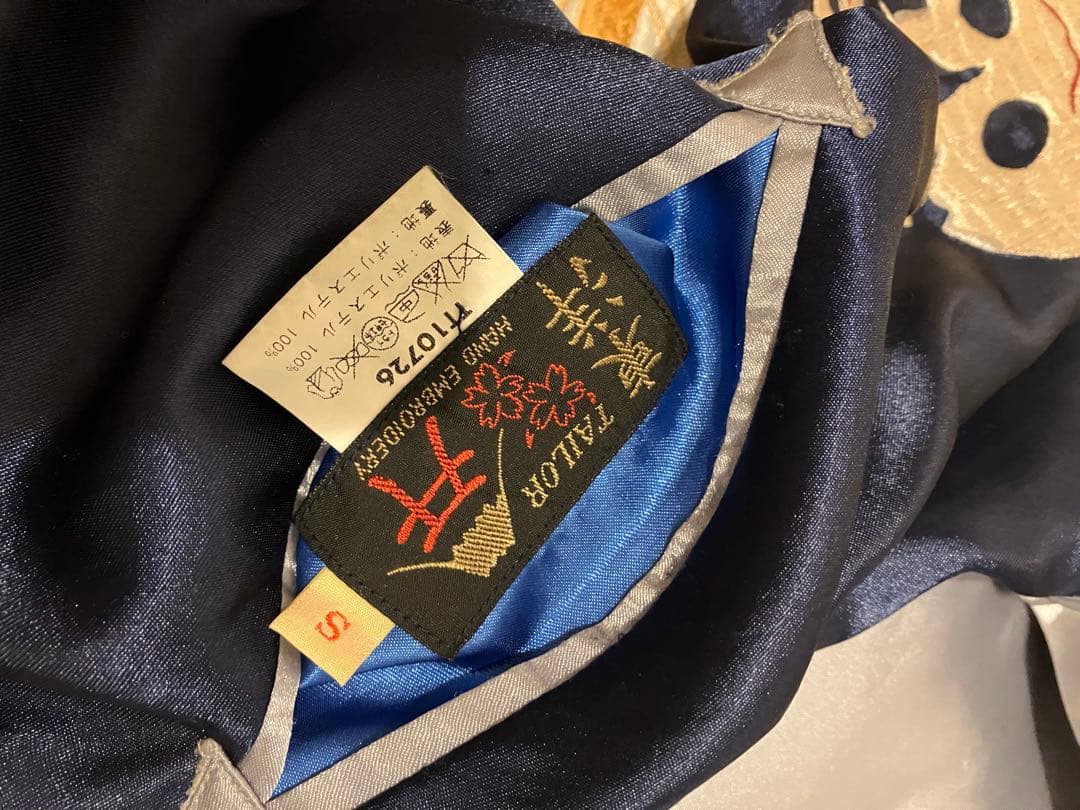 TAILOR
HAND EMBROIDERY
H10726
表地：ポリエステル 100%
裏地：ポリエステル 100%
S